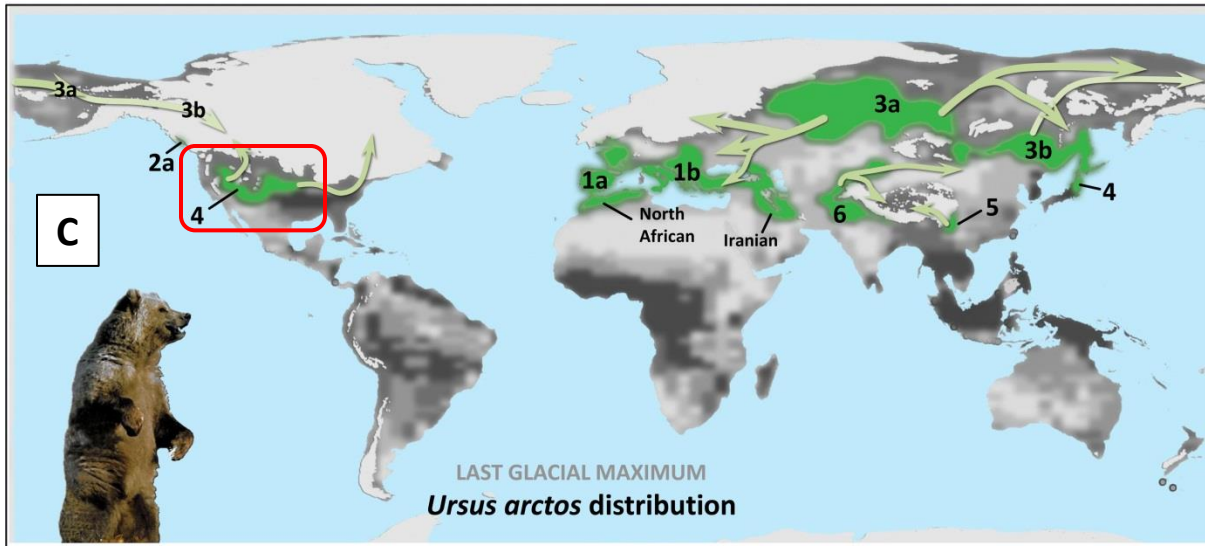 3a
3b
2a
4
C
3a
3b
1b
1a
4
6
5
North
African
Iranian
LAST GLACIAL MAXIMUM
Ursus arctos distribution